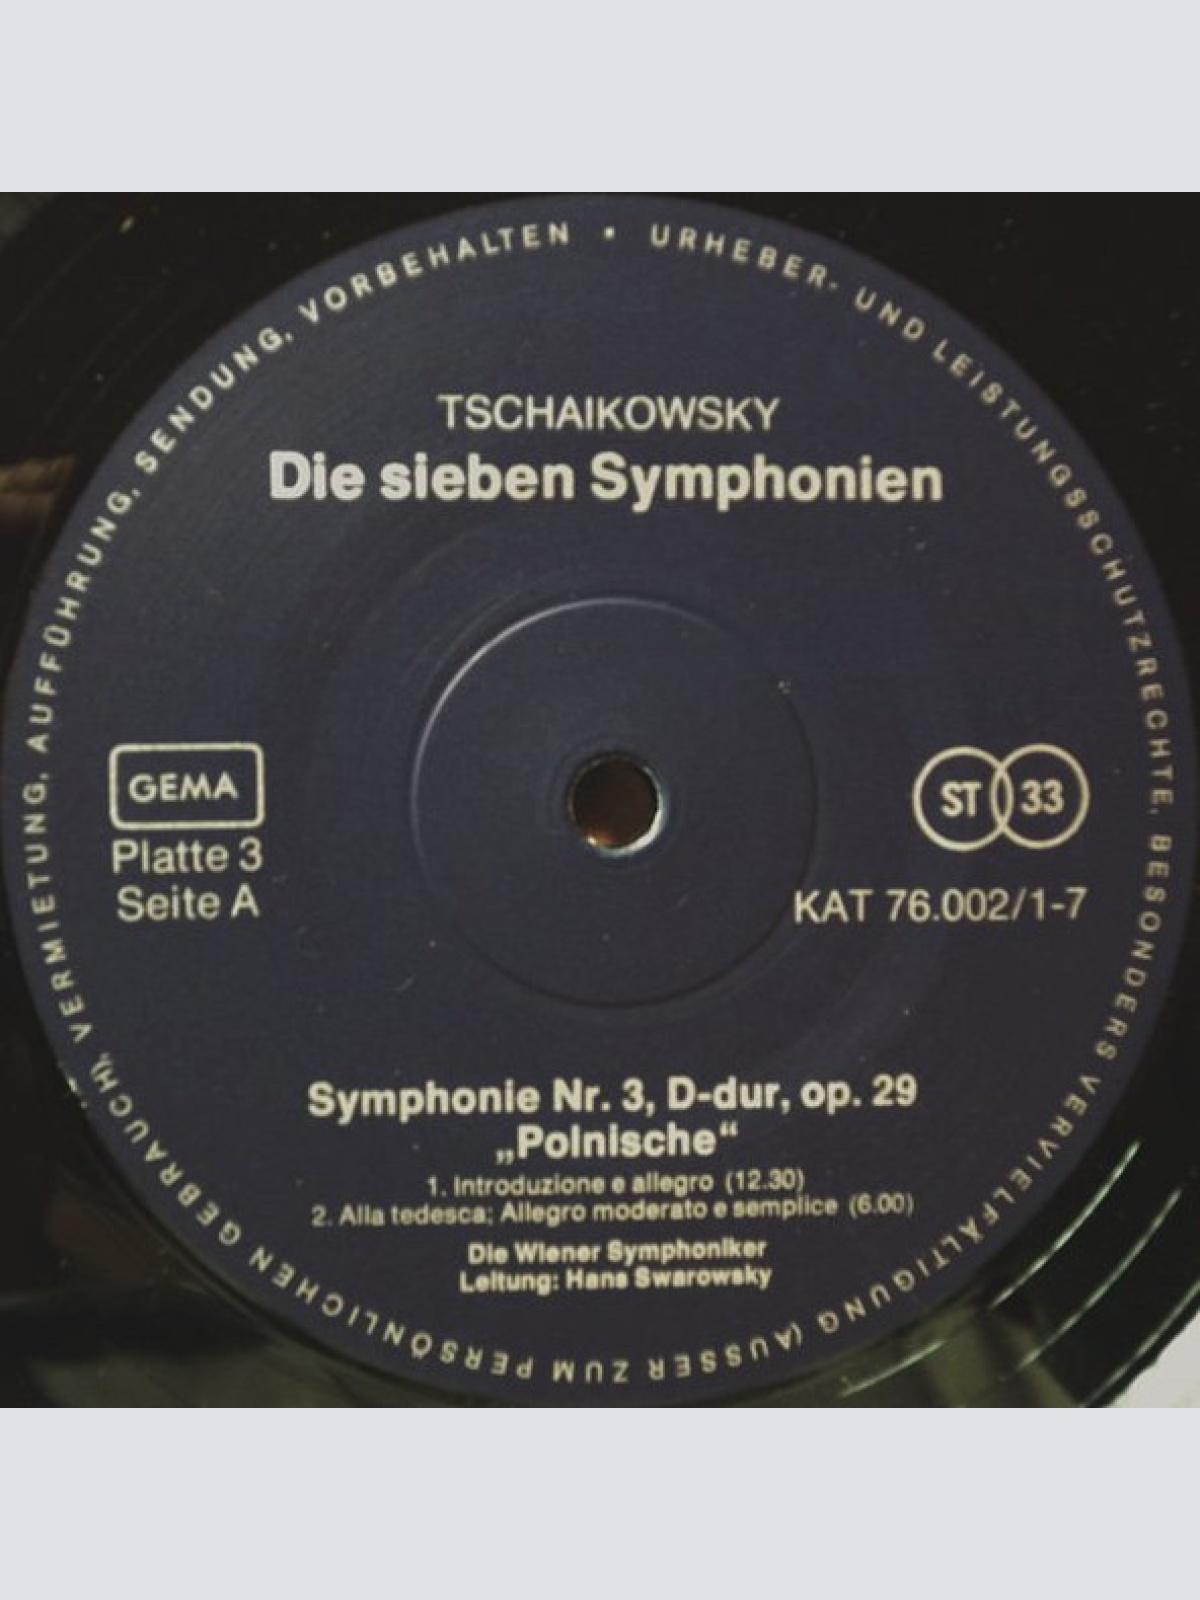 URHEBER- UND LEISTUNGSSCHUTZRECHTE, BESONDERS VERVIELFÄLTIGUNG (AUSSER ZUM PERSÖNLICHEN GEBRAUCH), VERMIETUNG, AUFFÜHRUNG, SENDUNG, VORBEHALTEN •
TSCHAIKOWSKY
Die sieben Symphonien
GEMA
ST 33
Platte 3
Seite A
KAT 76.002/1-7
Symphonie Nr. 3, D-dur, op. 29
„Polnische“
1. Introduzione e allegro (12.30)
2. Alla tedesca; Allegro moderato e semplice (6.00)
Die Wiener Symphoniker
Leitung: Hans Swarowsky